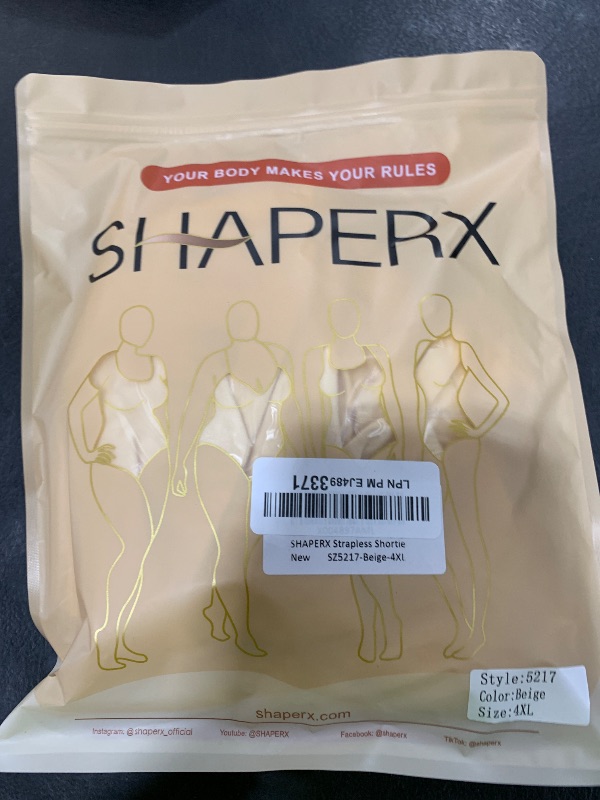 YOUR BODY MAKES YOUR RULES
SHAPERX
LPN PM EJ4893371
SHAPERX Strapless Shortie
New SZ5217-Beige-4XL
Style:5217
Color:Beige
Size:4XL
shaperx.com
Instagram: @shaperx_official Youtube: @SHAPERX Facebook: @shaperx TikTok: @shaperx